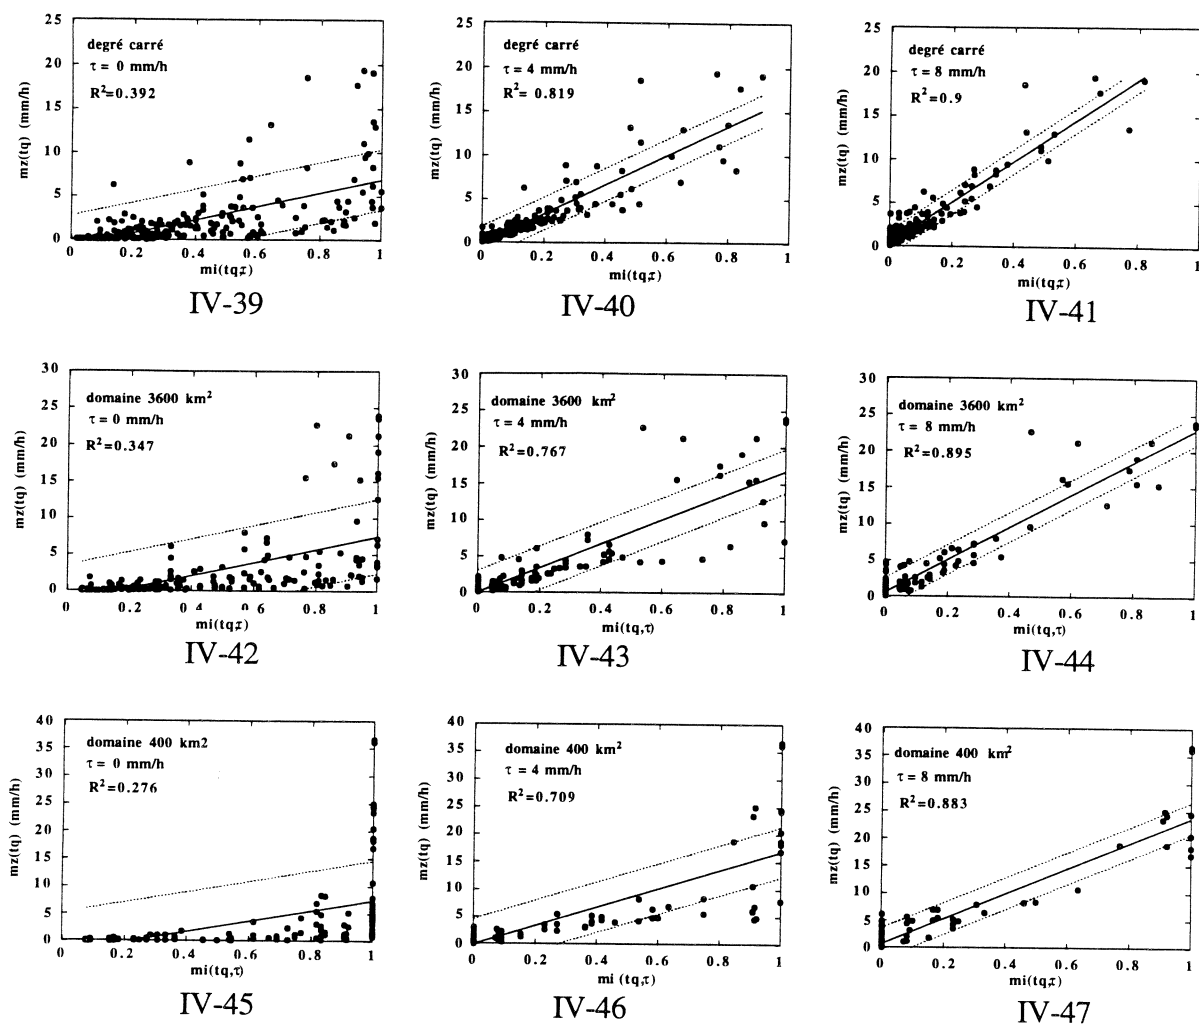 25
20
15
10
5
0
mz(tq) (mm/h)
degré carré
τ = 0 mm/h
R²=0.392
0 0.2 0.4 0.6 0.8 1
mi(tq,τ)
IV-39
25
20
15
10
5
0
mz(tq) (mm/h)
degré carré
τ = 4 mm/h
R²= 0.819
0 0.2 0.4 0.6 0.8 1
mi(tq,τ)
IV-40
25
20
15
10
5
0
mz(tq) (mm/h)
degré carré
τ = 8 mm/h
R²=0.9
0 0.2 0.4 0.6 0.8 1
mi(tq,τ)
IV-41
30
25
20
15
10
5
0
mz(tq) (mm/h)
domaine 3600 km²
τ = 0 mm/h
R²=0.347
0 0.2 0.4 0.6 0.8 1
mi(tq,τ)
IV-42
30
25
20
15
10
5
0
mz(tq) (mm/h)
domaine 3600 km²
τ = 4 mm/h
R²=0.767
0 0.2 0.4 0.6 0.8 1
mi(tq,τ)
IV-43
30
25
20
15
10
5
0
mz(tq) (mm/h)
domaine 3600 km²
τ = 8 mm/h
R²=0.895
0 0.2 0.4 0.6 0.8 1
mi(tq,τ)
IV-44
40
35
30
25
20
15
10
5
0
mz(tq) (mm/h)
domaine 400 km2
τ = 0 mm/h
R²=0.276
0 0.2 0.4 0.6 0.8 1
mi(tq,τ)
IV-45
40
35
30
25
20
15
10
5
0
mz(tq) (mm/h)
domaine 400 km²
τ = 4 mm/h
R²=0.709
0 0.2 0.4 0.6 0.8 1
mi (tq,τ)
IV-46
40
35
30
25
20
15
10
5
0
mz(tq) (mm/h)
domaine 400 km²
τ = 8 mm/h
R²=0.883
0 0.2 0.4 0.6 0.8 1
mi(tq,τ)
IV-47